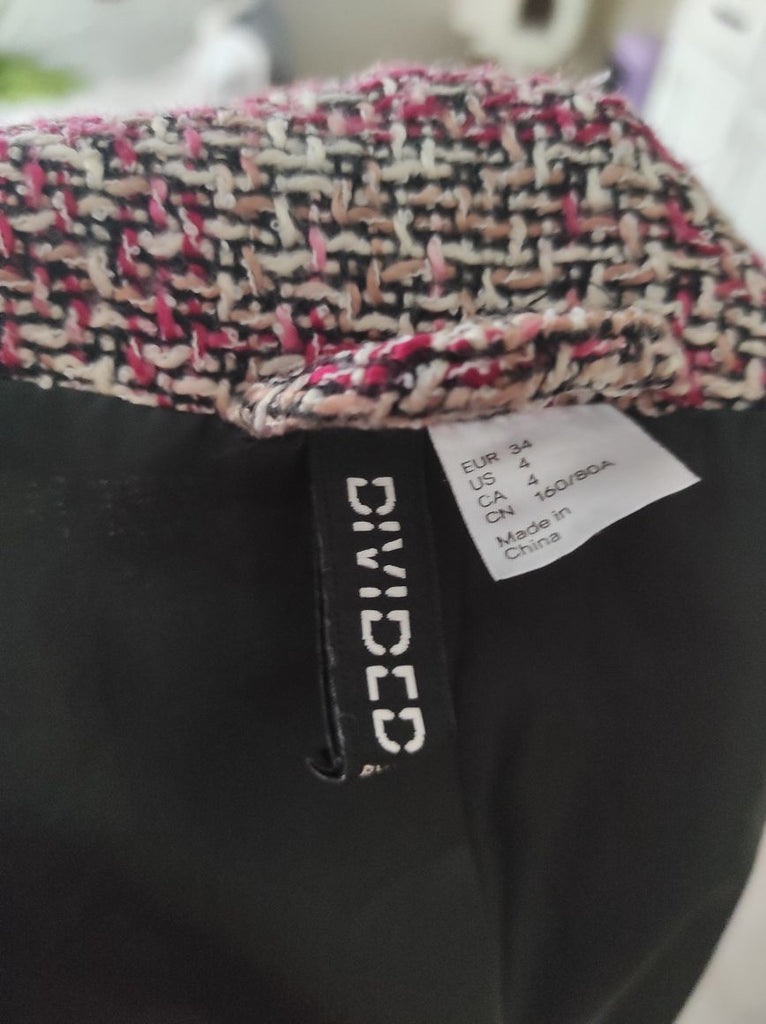 DIVIDED
EUR 34
US 4
CA 4
CN 160/80A
Made in
China